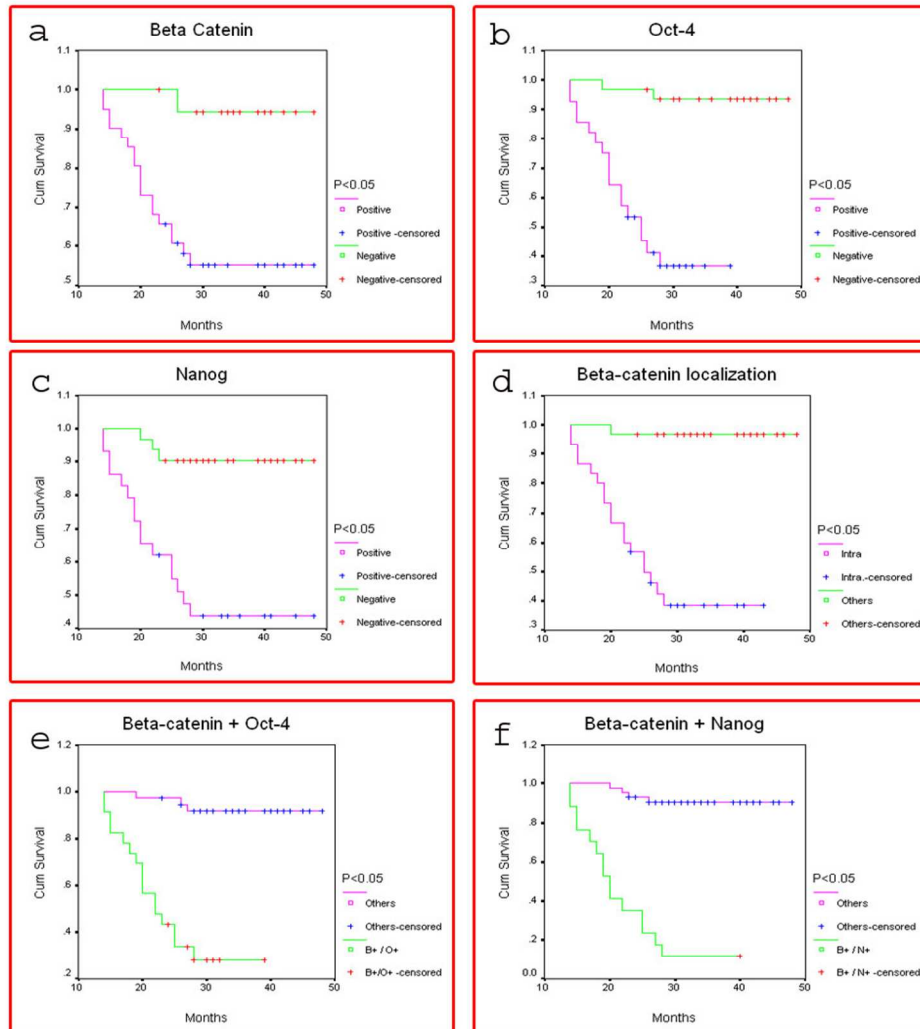 a
Beta Catenin
1.1
1.0
.9
.8
.7
.6
.5
10 20 30 40 50
Cum Survival
Months
P<0.05
Positive
Positive -censored
Negative
Negative-censored
b
Oct-4
1.1
1.0
.9
.8
.7
.6
.5
.4
.3
10 20 30 40 50
Cum Survival
Months
P<0.05
Positive
Positive-censored
Negative
Negative-censored
c
Nanog
1.1
1.0
.9
.8
.7
.6
.5
.4
10 20 30 40 50
Cum Survival
Months
P<0.05
Positive
Positive-censored
Negative
Negative-censored
d
Beta-catenin localization
1.1
1.0
.9
.8
.7
.6
.5
.4
.3
10 20 30 40 50
Cum Survival
Months
P<0.05
Intra
Intra.-censored
Others
Others-censored
e
Beta-catenin + Oct-4
1.2
1.0
.8
.6
.4
.2
10 20 30 40 50
Cum Survival
Months
P<0.05
Others
Others-censored
B+ / O+
B+/O+ -censored
f
Beta-catenin + Nanog
1.2
1.0
.8
.6
.4
.2
0.0
10 20 30 40 50
Cum Survival
Months
P<0.05
Others
Others-censored
B+ / N+
B+ / N+ -censored